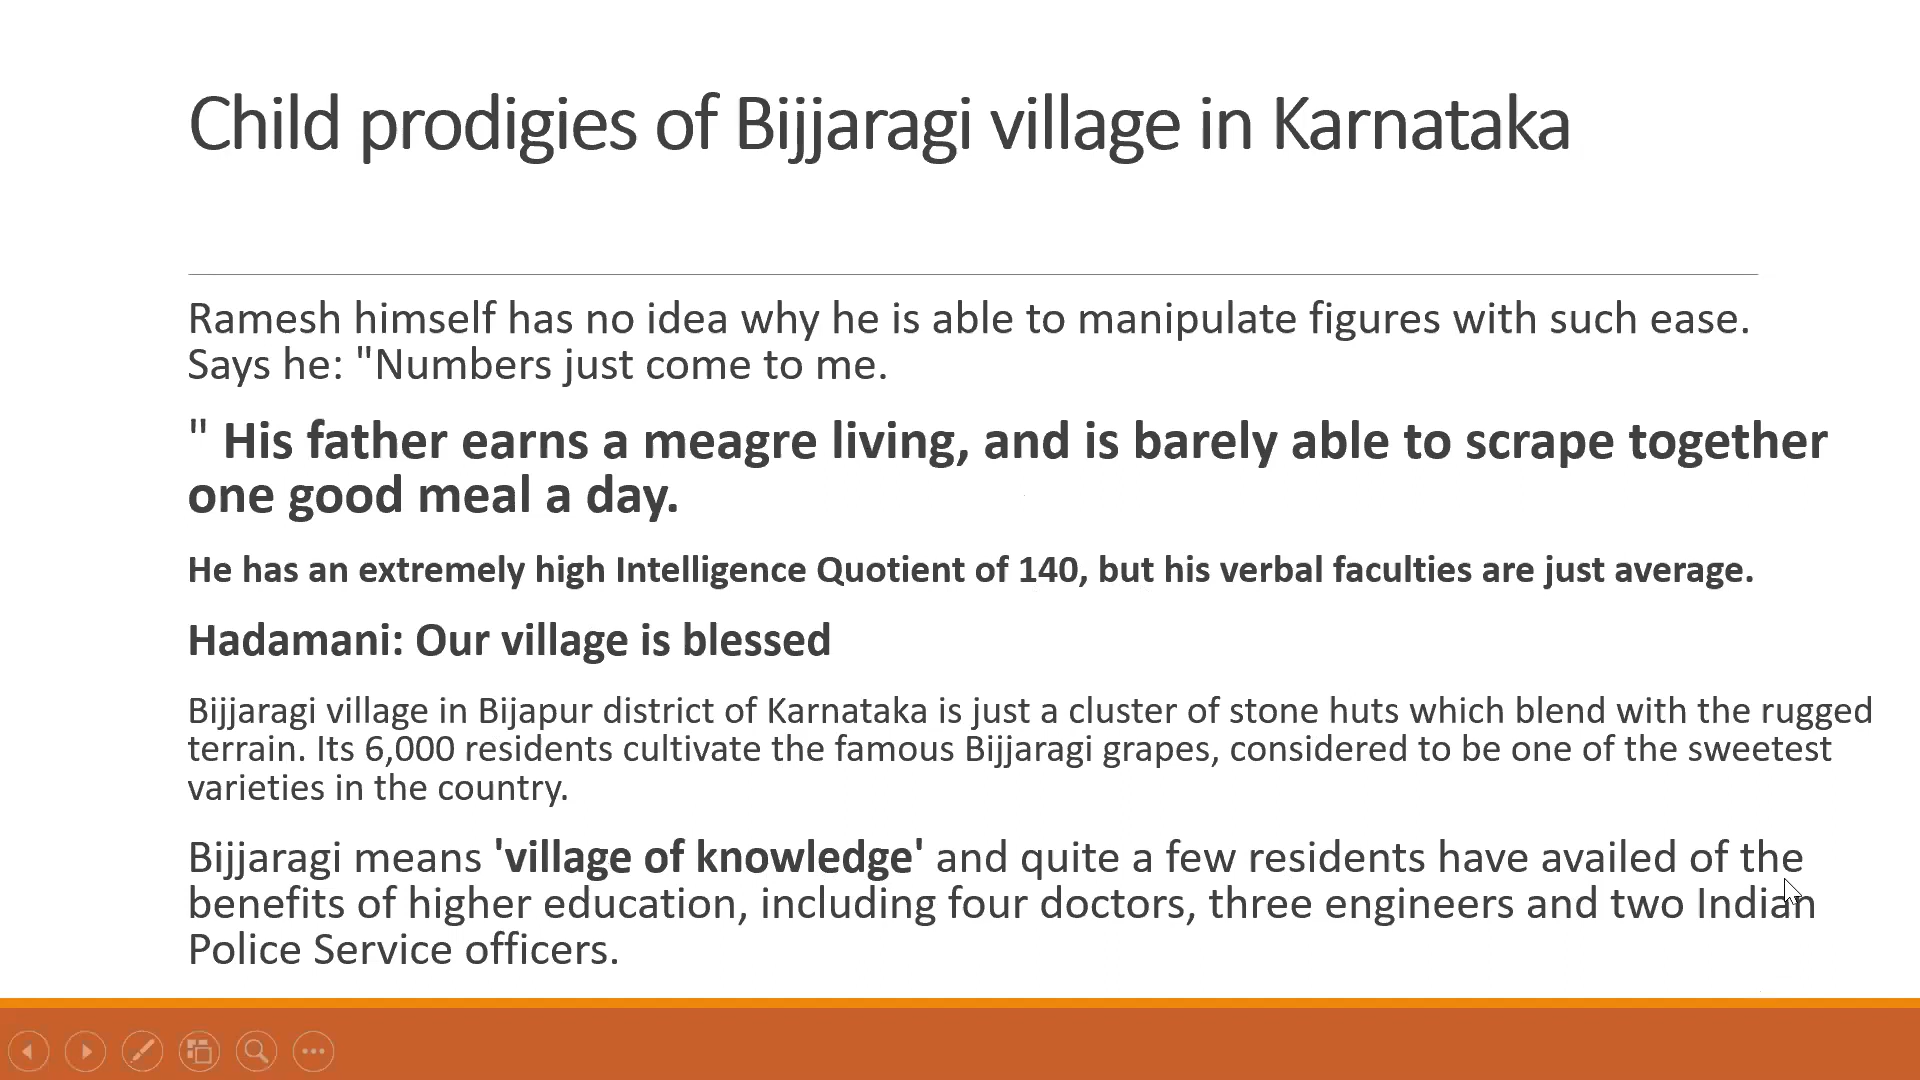 Child prodigies of Bijjaragi village in Karnataka
Ramesh himself has no idea why he is able to manipulate figures with such ease.
Says he: "Numbers just come to me.
" His father earns a meagre living, and is barely able to scrape together
one good meal a day.
He has an extremely high Intelligence Quotient of 140, but his verbal faculties are just average.
Hadamani: Our village is blessed
Bijjaragi village in Bijapur district of Karnataka is just a cluster of stone huts which blend with the rugged
terrain. Its 6,000 residents cultivate the famous Bijjaragi grapes, considered to be one of the sweetest
varieties in the country.
Bijjaragi means 'village of knowledge' and quite a few residents have availed of the
benefits of higher education, including four doctors, three engineers and two Indian
Police Service officers.